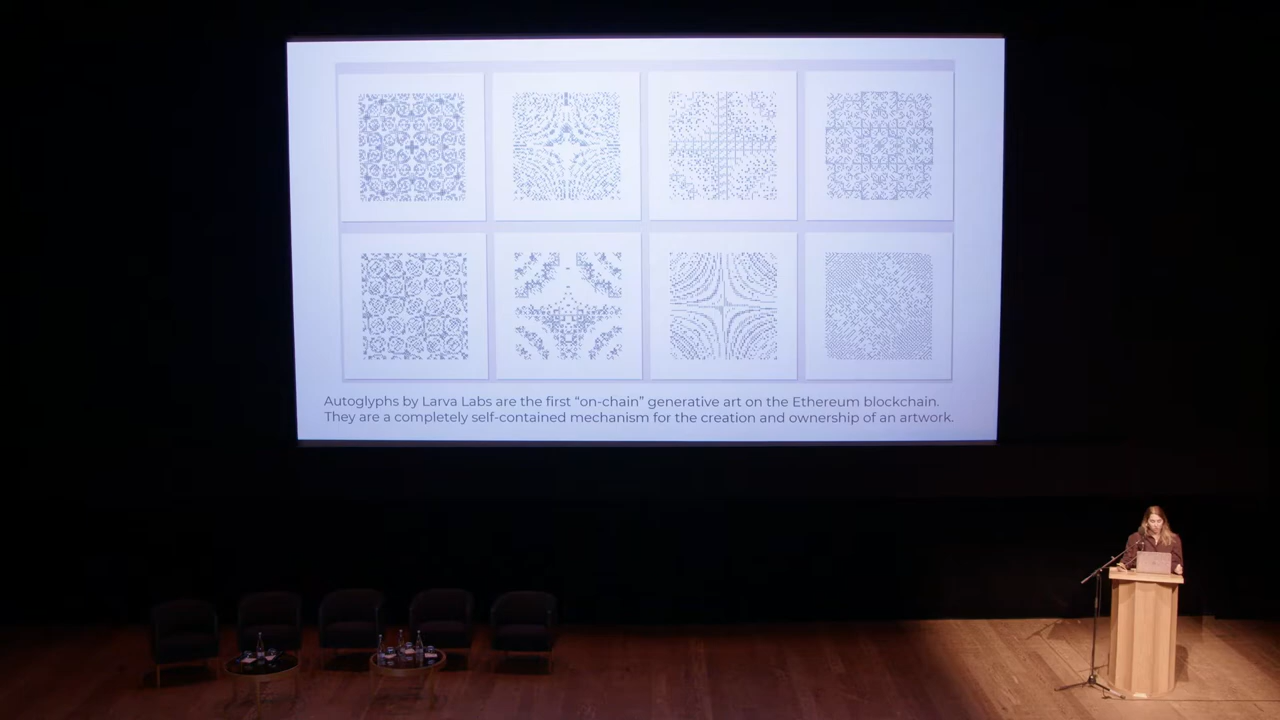 Autoglyphs by Larva Labs are the first “on-chain” generative art on the Ethereum blockchain.
They are a completely self-contained mechanism for the creation and ownership of an artwork.